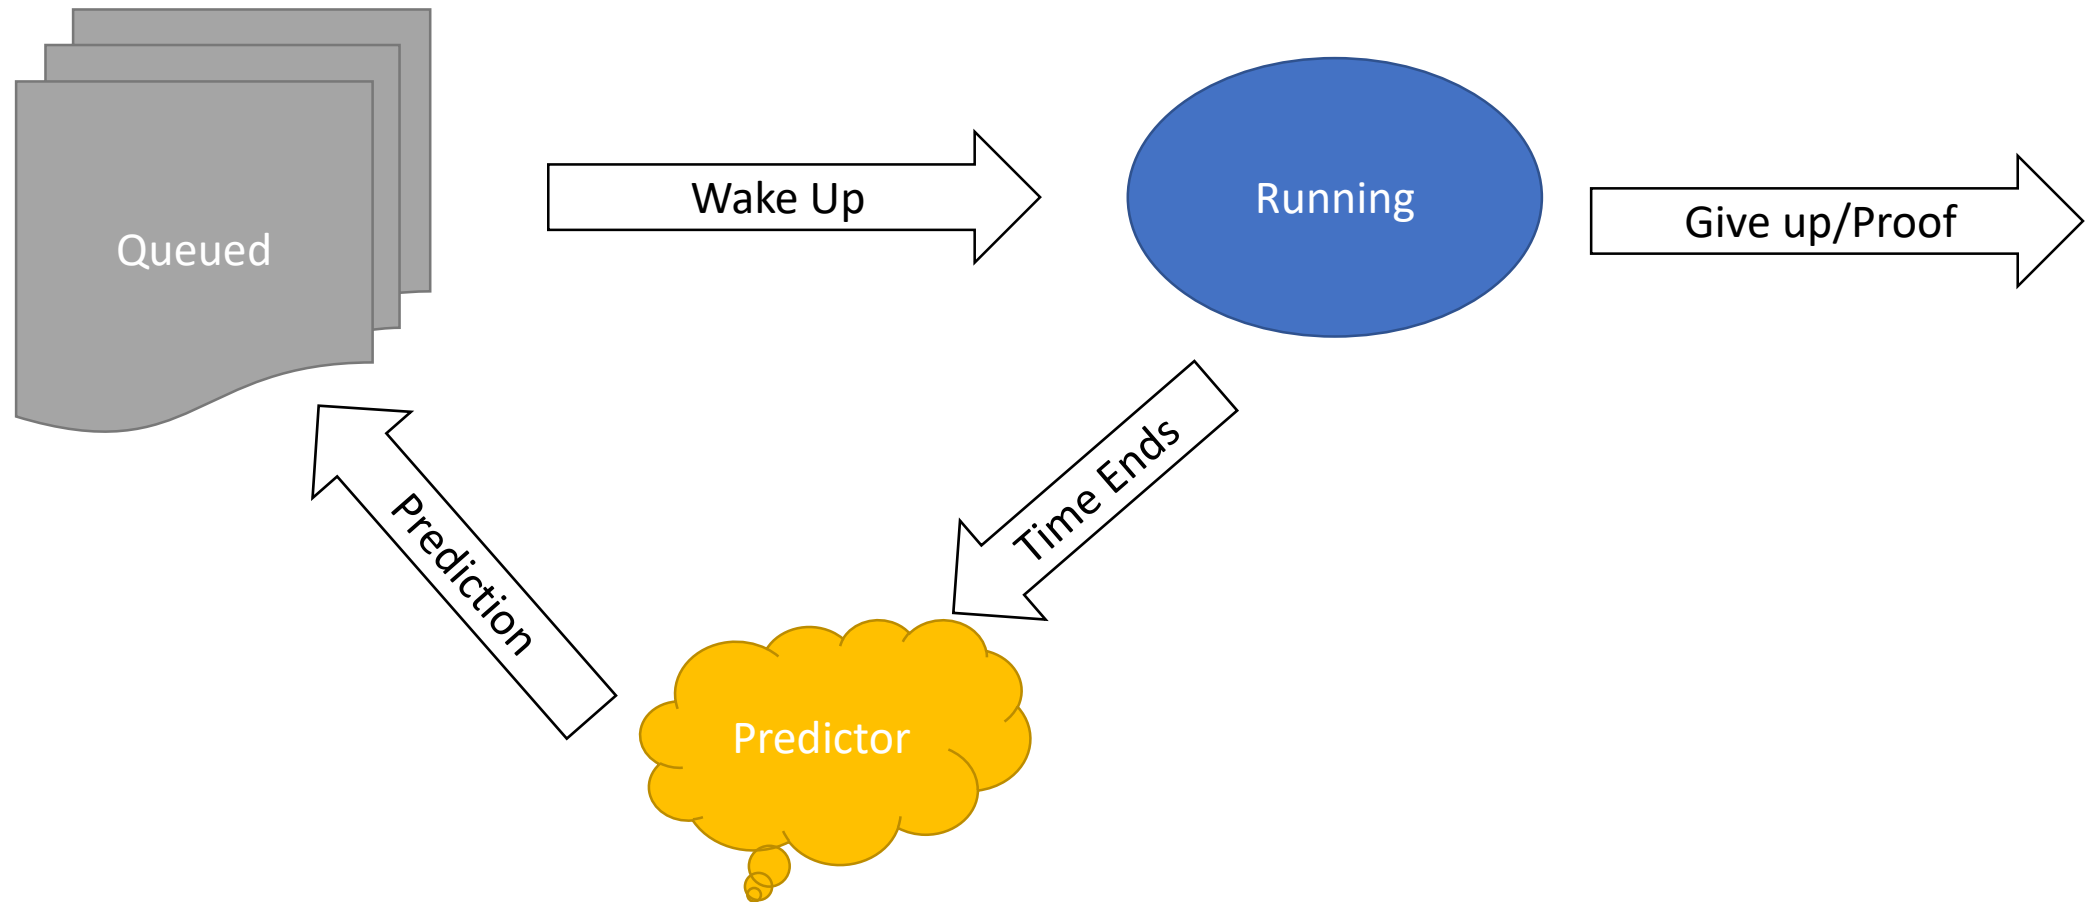 Queued
Wake Up
Running
Give up/Proof
Time Ends
Prediction
Predictor